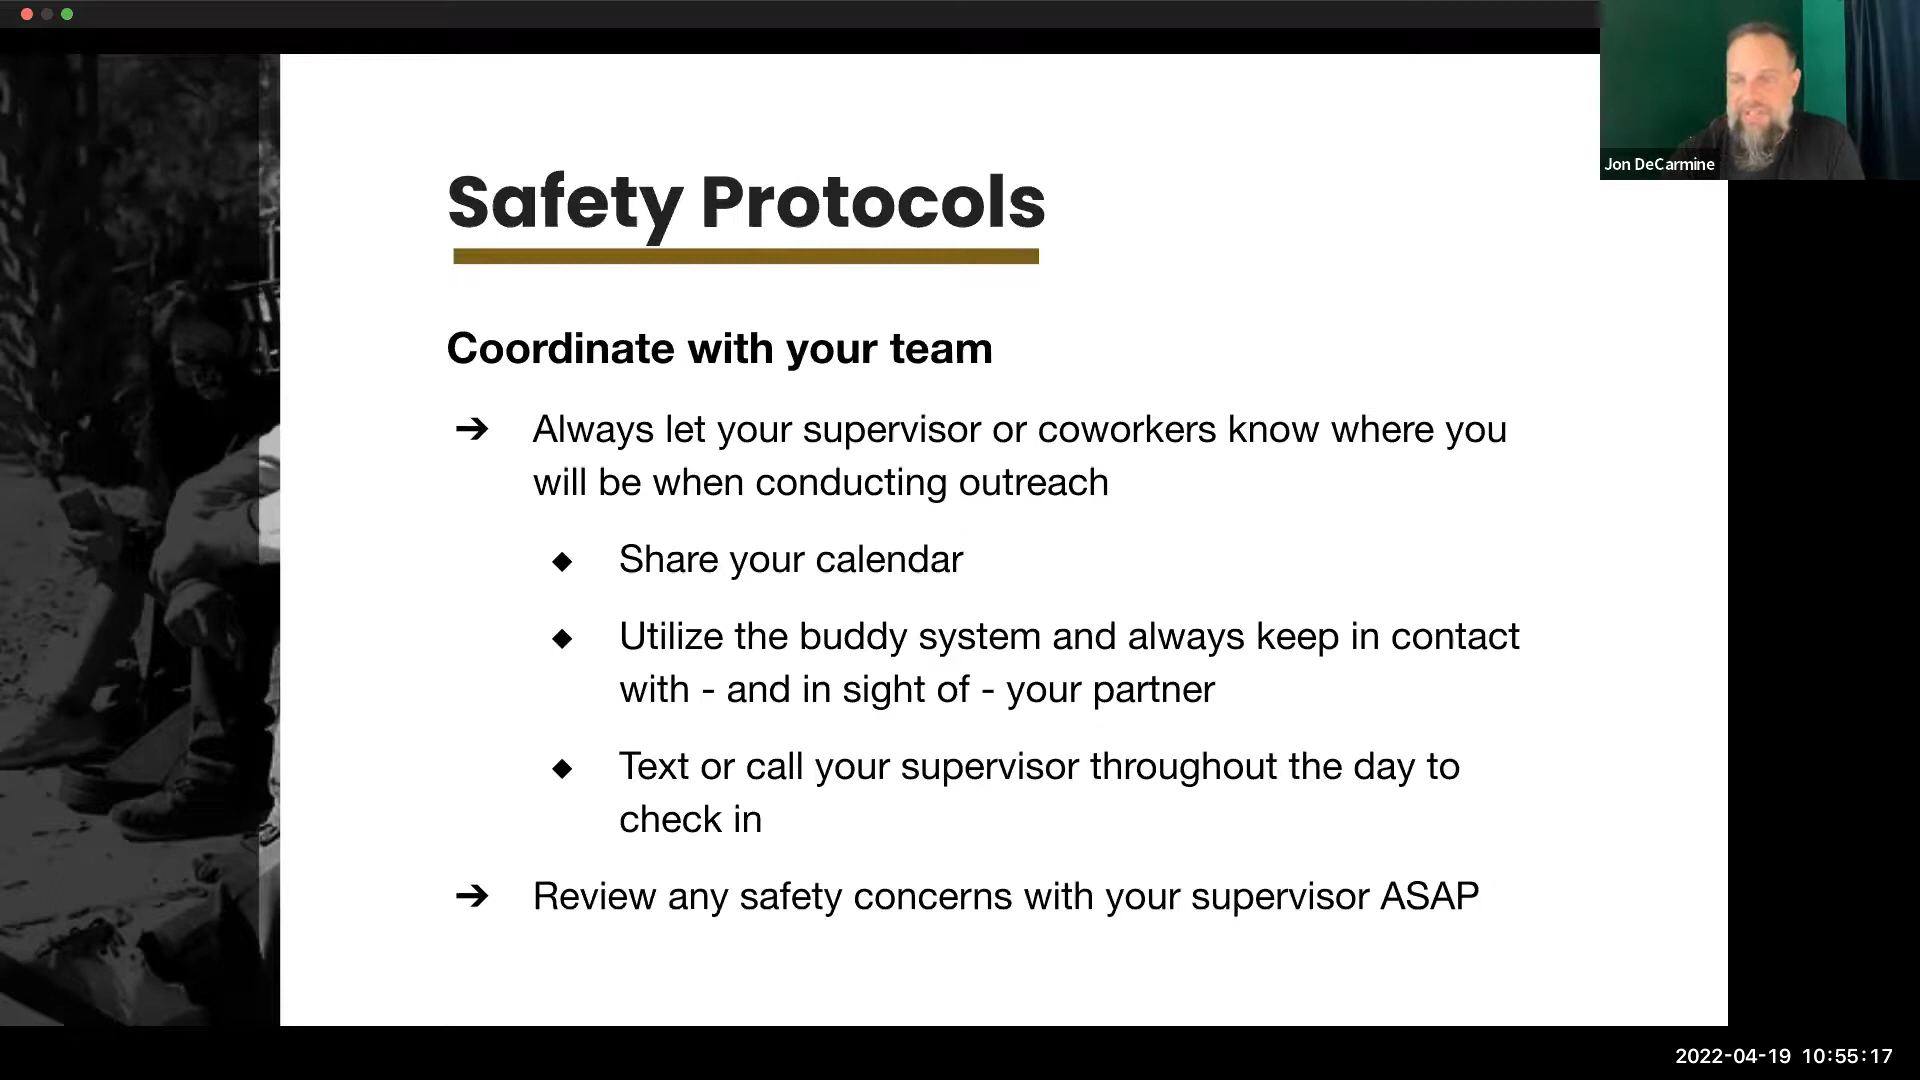 Jon DeCarmine
Safety Protocols
Coordinate with your team
➔ Always let your supervisor or coworkers know where you
will be when conducting outreach
◆ Share your calendar
◆ Utilize the buddy system and always keep in contact
with - and in sight of - your partner
◆ Text or call your supervisor throughout the day to
check in
➔ Review any safety concerns with your supervisor ASAP
2022-04-19 10:55:17